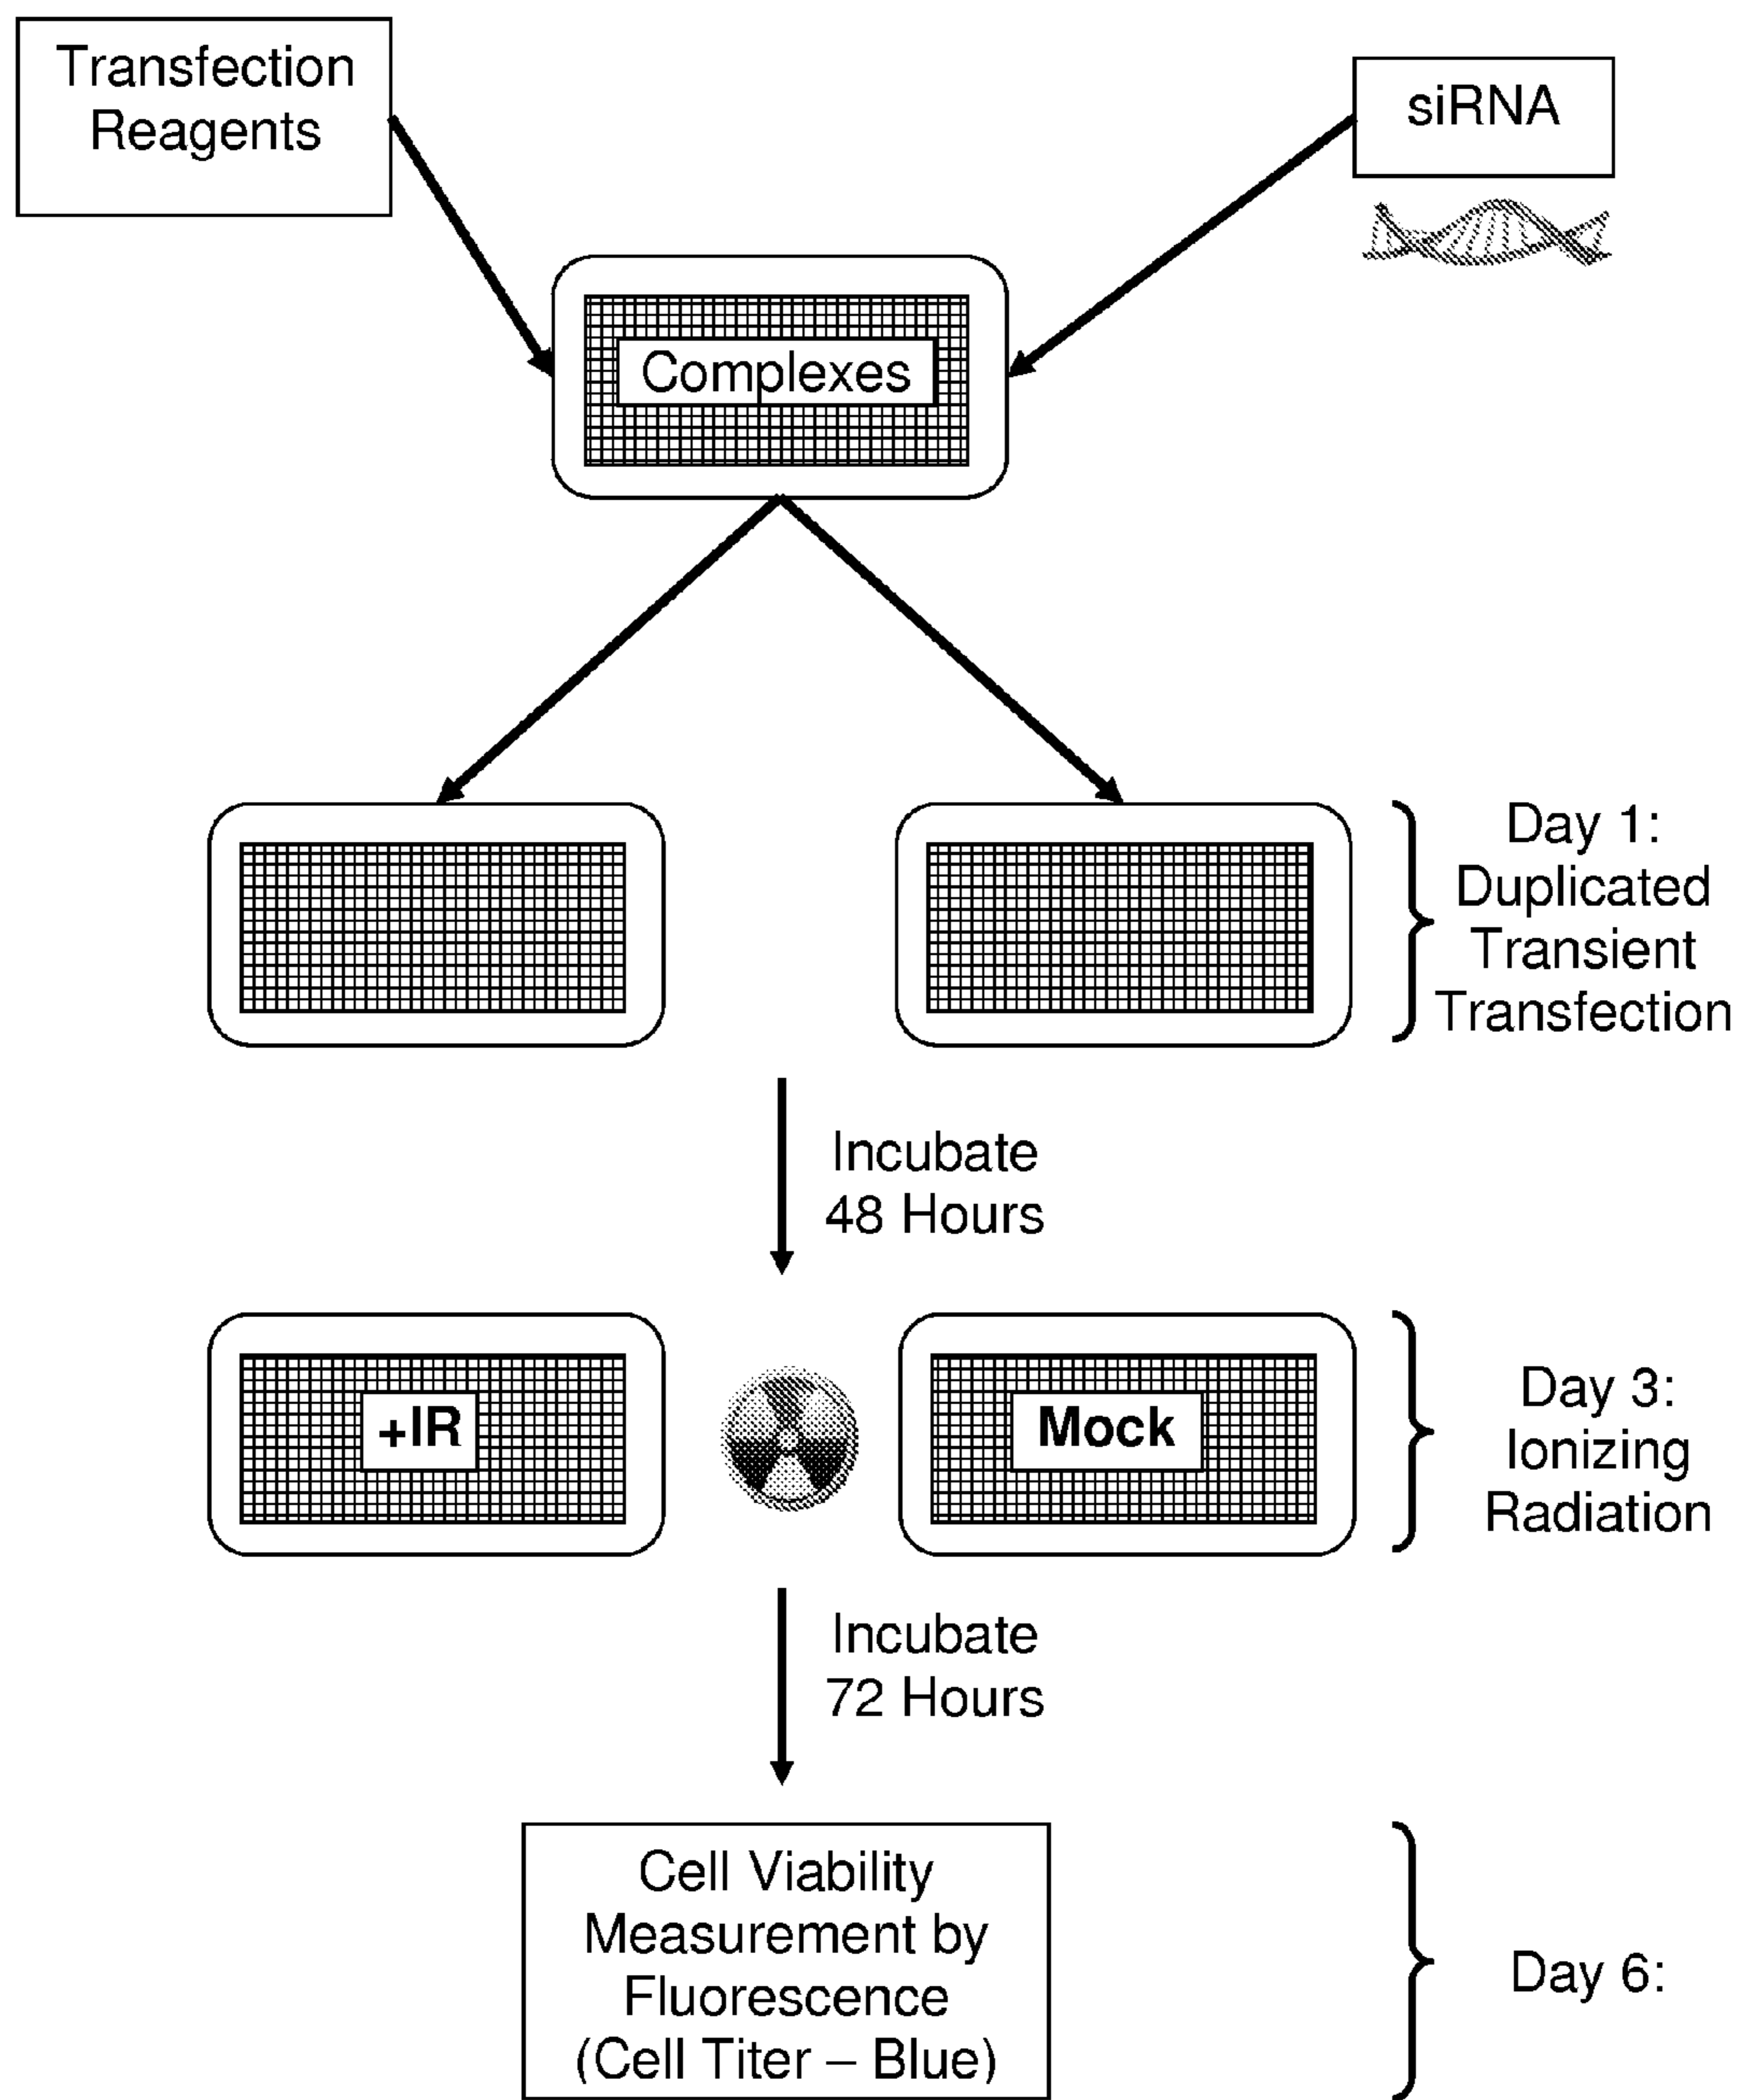 Transfection
Reagents
siRNA
Complexes
Day 1:
Duplicated
Transient
Transfection
Incubate
48 Hours
+IR
Mock
Day 3:
Ionizing
Radiation
Incubate
72 Hours
Cell Viability
Measurement by
Fluorescence
(Cell Titer – Blue)
Day 6: